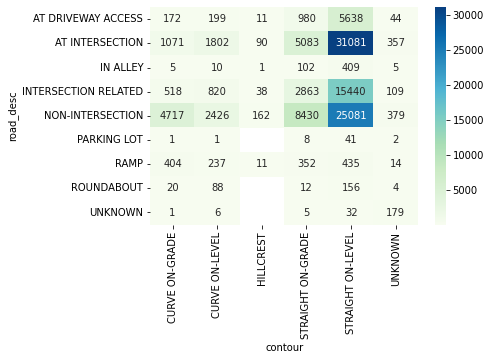 road_desc
AT DRIVEWAY ACCESS 172 199 11 980 5638 44
AT INTERSECTION 1071 1802 90 5083 31081 357
IN ALLEY 5 10 1 102 409 5
INTERSECTION RELATED 518 820 38 2863 15440 109
NON-INTERSECTION 4717 2426 162 8430 25081 379
PARKING LOT 1 1 8 41 2
RAMP 404 237 11 352 435 14
ROUNDABOUT 20 88 12 156 4
UNKNOWN 1 6 5 32 179
CURVE ON-GRADE
CURVE ON-LEVEL
HILLCREST
STRAIGHT ON-GRADE
STRAIGHT ON-LEVEL
UNKNOWN
contour
30000
25000
20000
15000
10000
5000